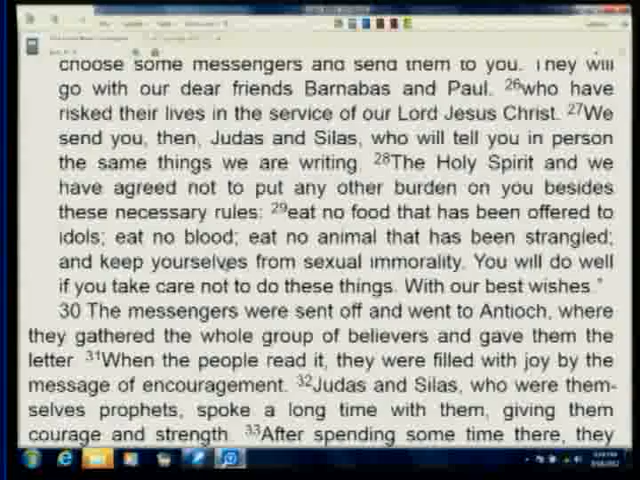 choose some messengers and send them to you. They will
go with our dear friends Barnabas and Paul. 26who have
risked their lives in the service of our Lord Jesus Christ. 27We
send you, then, Judas and Silas, who will tell you in person
the same things we are writing. 28The Holy Spirit and we
have agreed not to put any other burden on you besides
these necessary rules: 29eat no food that has been offered to
idols; eat no blood; eat no animal that has been strangled;
and keep yourselves from sexual immorality. You will do well
if you take care not to do these things. With our best wishes."
30 The messengers were sent off and went to Antioch, where
they gathered the whole group of believers and gave them the
letter 31When the people read it, they were filled with joy by the
message of encouragement. 32Judas and Silas, who were them-
selves prophets, spoke a long time with them, giving them
courage and strength. 33After spending some time there, they